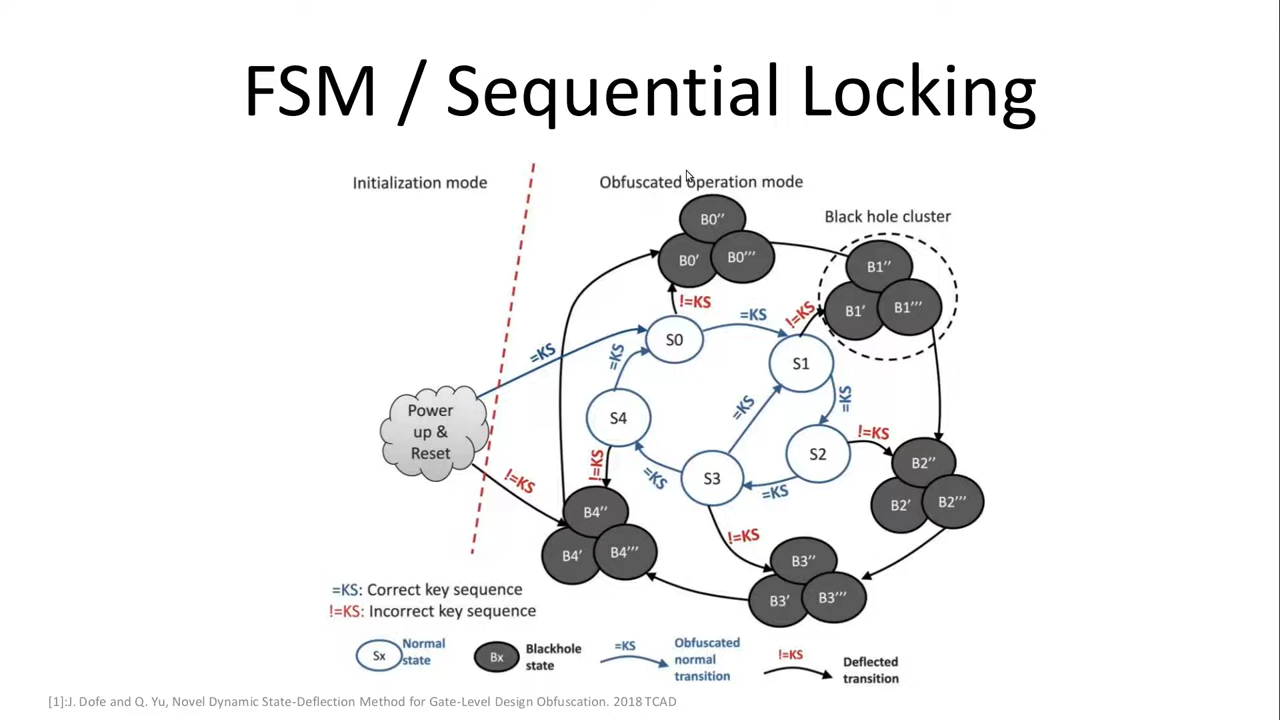 FSM / Sequential Locking
Initialization mode
Obfuscated operation mode
Black hole cluster
B0’’
B0’
B0’’’
B1’’
B1’
B1’’’
!=KS
=KS
!=KS
S0
=KS
=KS
S1
=KS
S4
=KS
Power
up &
Reset
!=KS
S2
S3
!=KS
=KS
=KS
!=KS
B2’’
B2’
B2’’’
B4’’
B4’
B4’’’
!=KS
B3’’
B3’
B3’’’
=KS: Correct key sequence
!=KS: Incorrect key sequence
Sx
Normal
state
Bx
Blackhole
state
=KS
Obfuscated
normal
transition
!=KS
Deflected
transition
[1]:J. Dofe and Q. Yu, Novel Dynamic State-Deflection Method for Gate-Level Design Obfuscation. 2018 TCAD